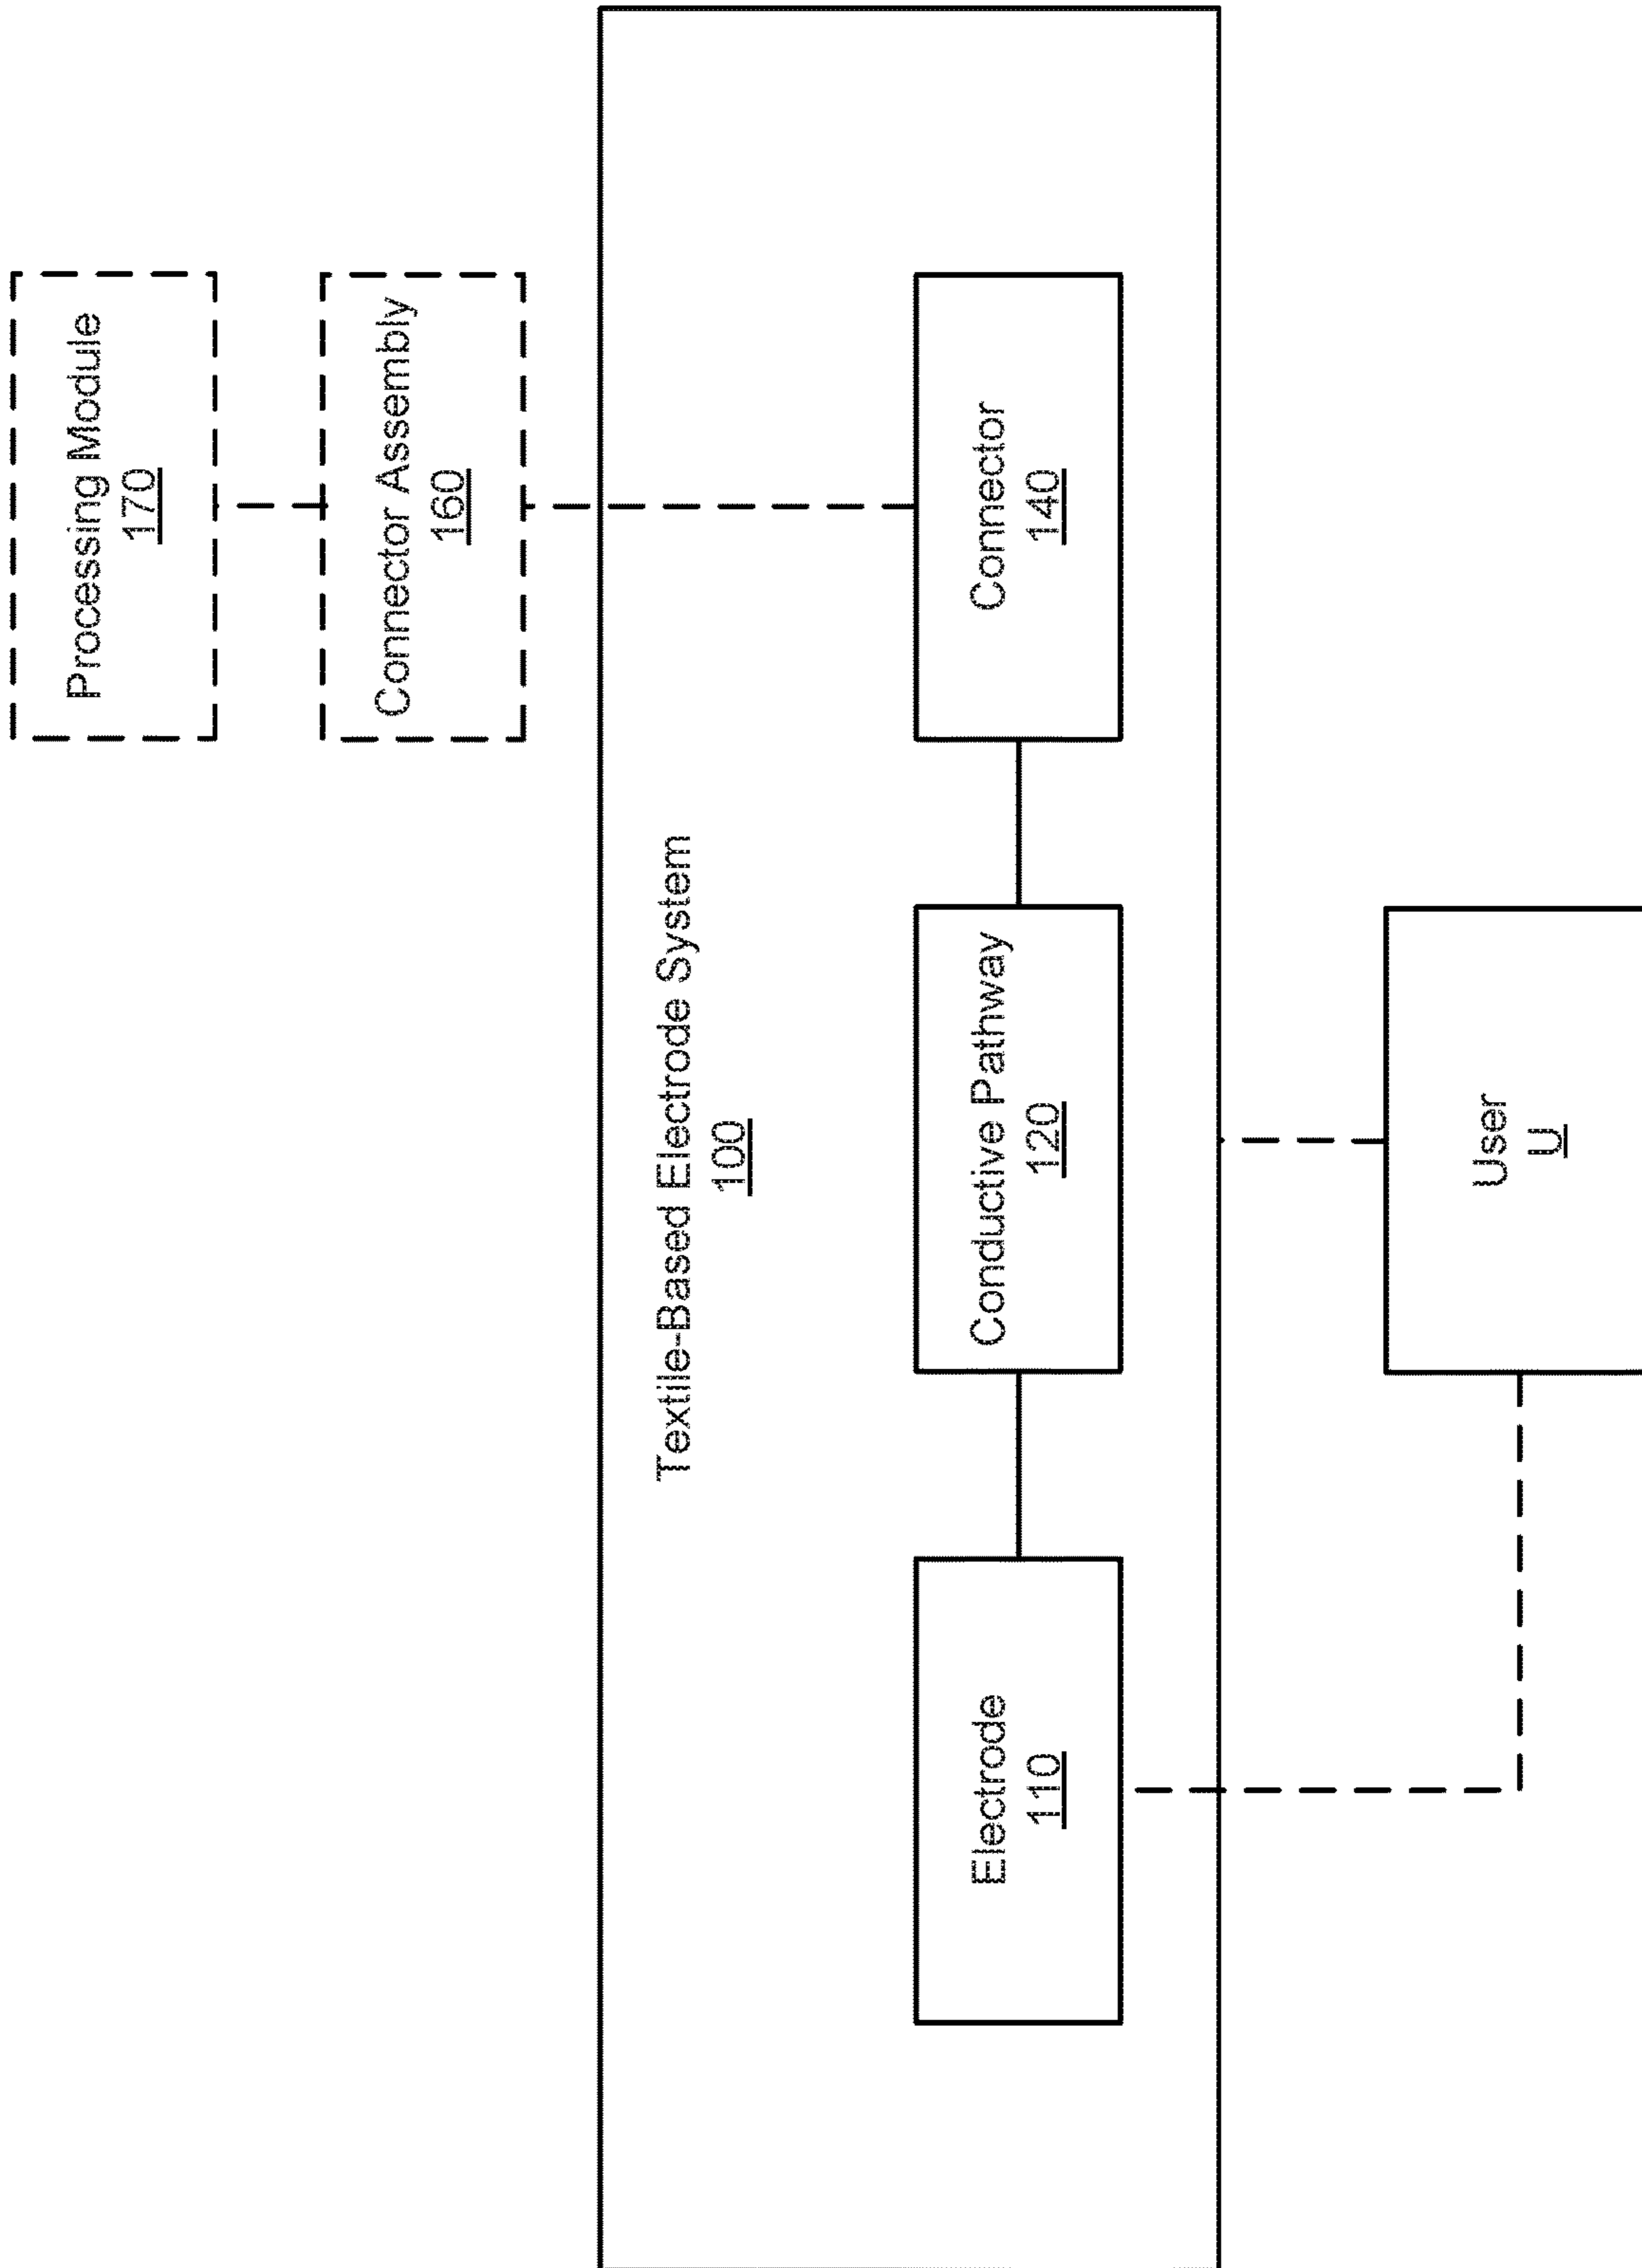 Processing Module
170
Connector Assembly
160
Textile-Based Electrode System
100
Electrode
110
Conductive Pathway
120
Connector
140
User
U